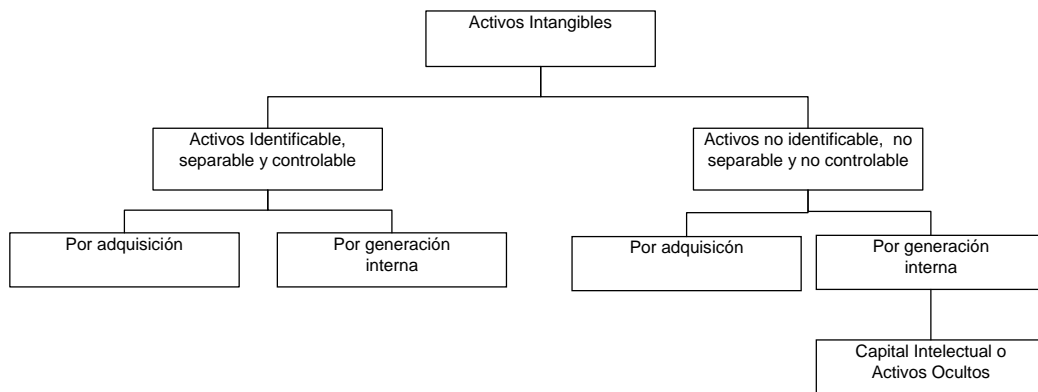 Activos Intangibles
Activos Identificable,
separable y controlable
Activos no identificable, no
separable y no controlable
Por adquisición
Por generación
interna
Por adquisicón
Por generación
interna
Capital Intelectual o
Activos Ocultos